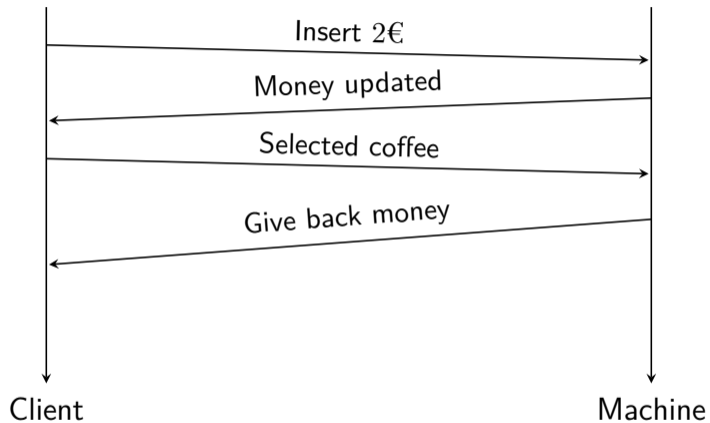 Insert 2€
Money updated
Selected coffee
Give back money
Client
Machine